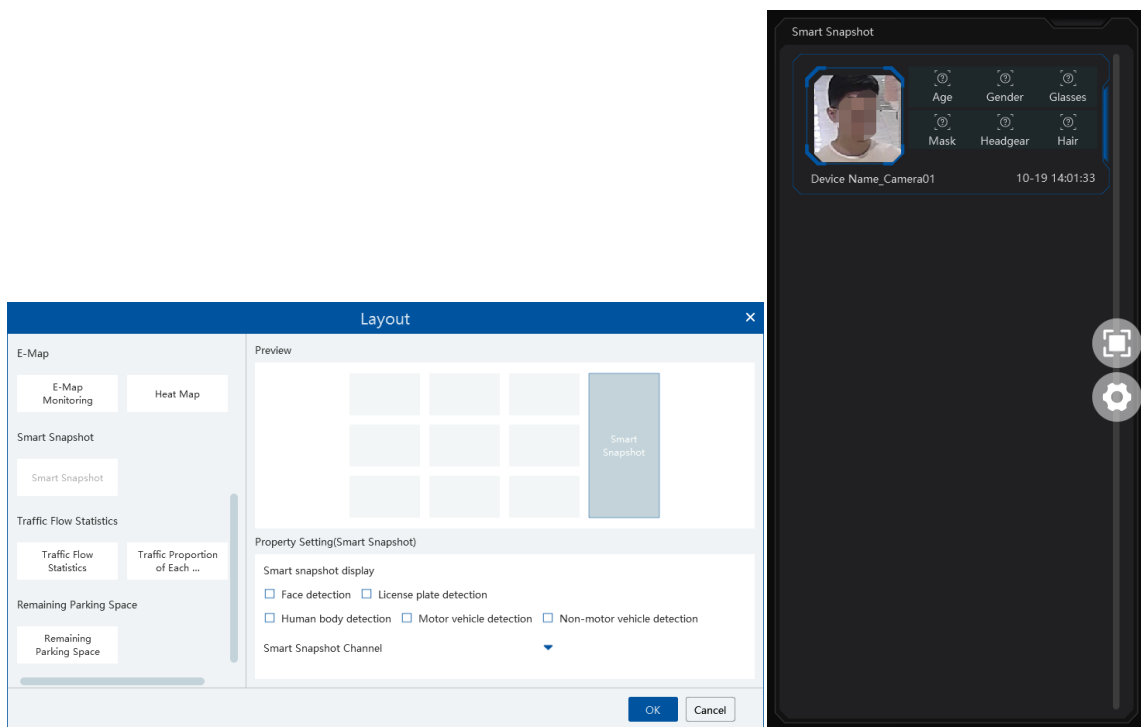 Layout
E-Map
E-Map
Monitoring
Heat Map
Smart Snapshot
Smart Snapshot
Traffic Flow Statistics
Traffic Flow
Statistics
Traffic Proportion
of Each ...
Remaining Parking Space
Remaining
Parking Space
Preview
Smart
Snapshot
Property Setting(Smart Snapshot)
Smart snapshot display
Face detection License plate detection
Human body detection Motor vehicle detection Non-motor vehicle detection
Smart Snapshot Channel
OK Cancel
Smart Snapshot
Age Gender Glasses
Mask Headgear Hair
Device Name_Camera01 10-19 14:01:33